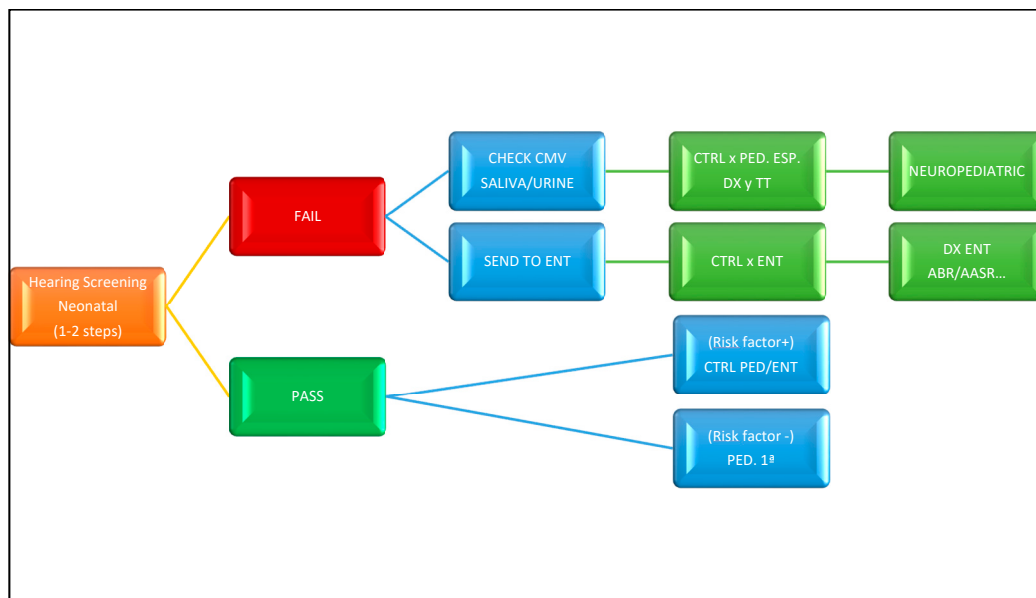 Hearing Screening
Neonatal
(1-2 steps)
FAIL
CHECK CMV
SALIVA/URINE
CTRL x PED. ESP.
DX y TT
NEUROPEDIATRIC
SEND TO ENT
CTRL x ENT
DX ENT
ABR/AASR...
PASS
(Risk factor+)
CTRL PED/ENT
(Risk factor -)
PED. 1ª